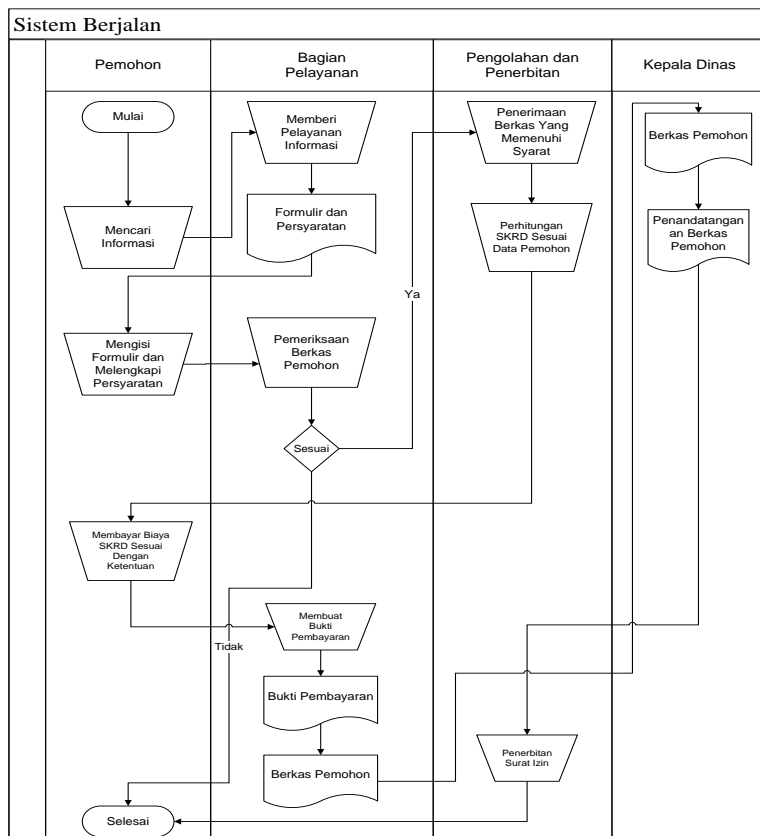 Sistem Berjalan
Pemohon
Bagian
Pelayanan
Pengolahan dan
Penerbitan
Kepala Dinas
Mulai
Memberi
Pelayanan
Informasi
Penerimaan
Berkas Yang
Memenuhi
Syarat
Berkas Pemohon
Mencari
Informasi
Formulir dan
Persyaratan
Perhitungan
SKRD Sesuai
Data Pemohon
Penandatangan
an Berkas
Pemohon
Ya
Mengisi
Formulir dan
Melengkapi
Persyaratan
Pemeriksaan
Berkas
Pemohon
Sesuai
Membayar Biaya
SKRD Sesuai
Dengan
Ketentuan
Membuat
Bukti
Pembayaran
Tidak
Bukti Pembayaran
Berkas Pemohon
Penerbitan
Surat Izin
Selesai